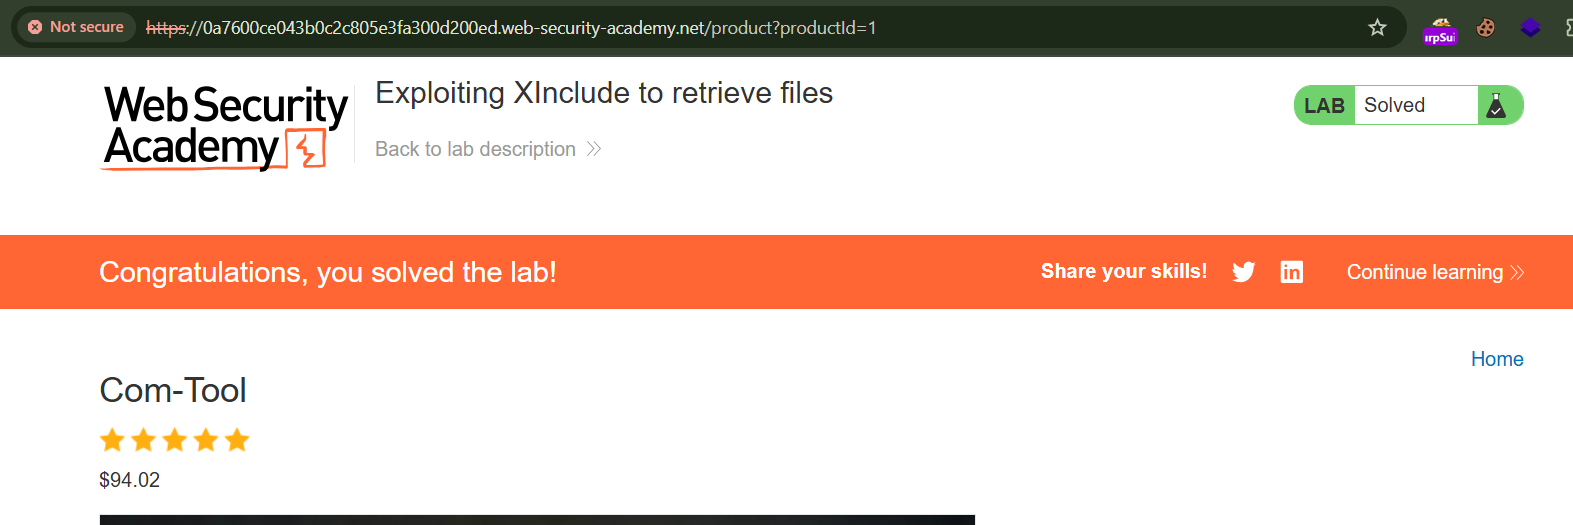 Not secure https://0a7600ce043b0c2c805e3fa300d200ed.web-security-academy.net/product?productId=1
urpSui
Web Security
Academy
Exploiting XInclude to retrieve files
Back to lab description
LAB Solved
Congratulations, you solved the lab!
Share your skills!
Continue learning
Home
Com-Tool
$94.02